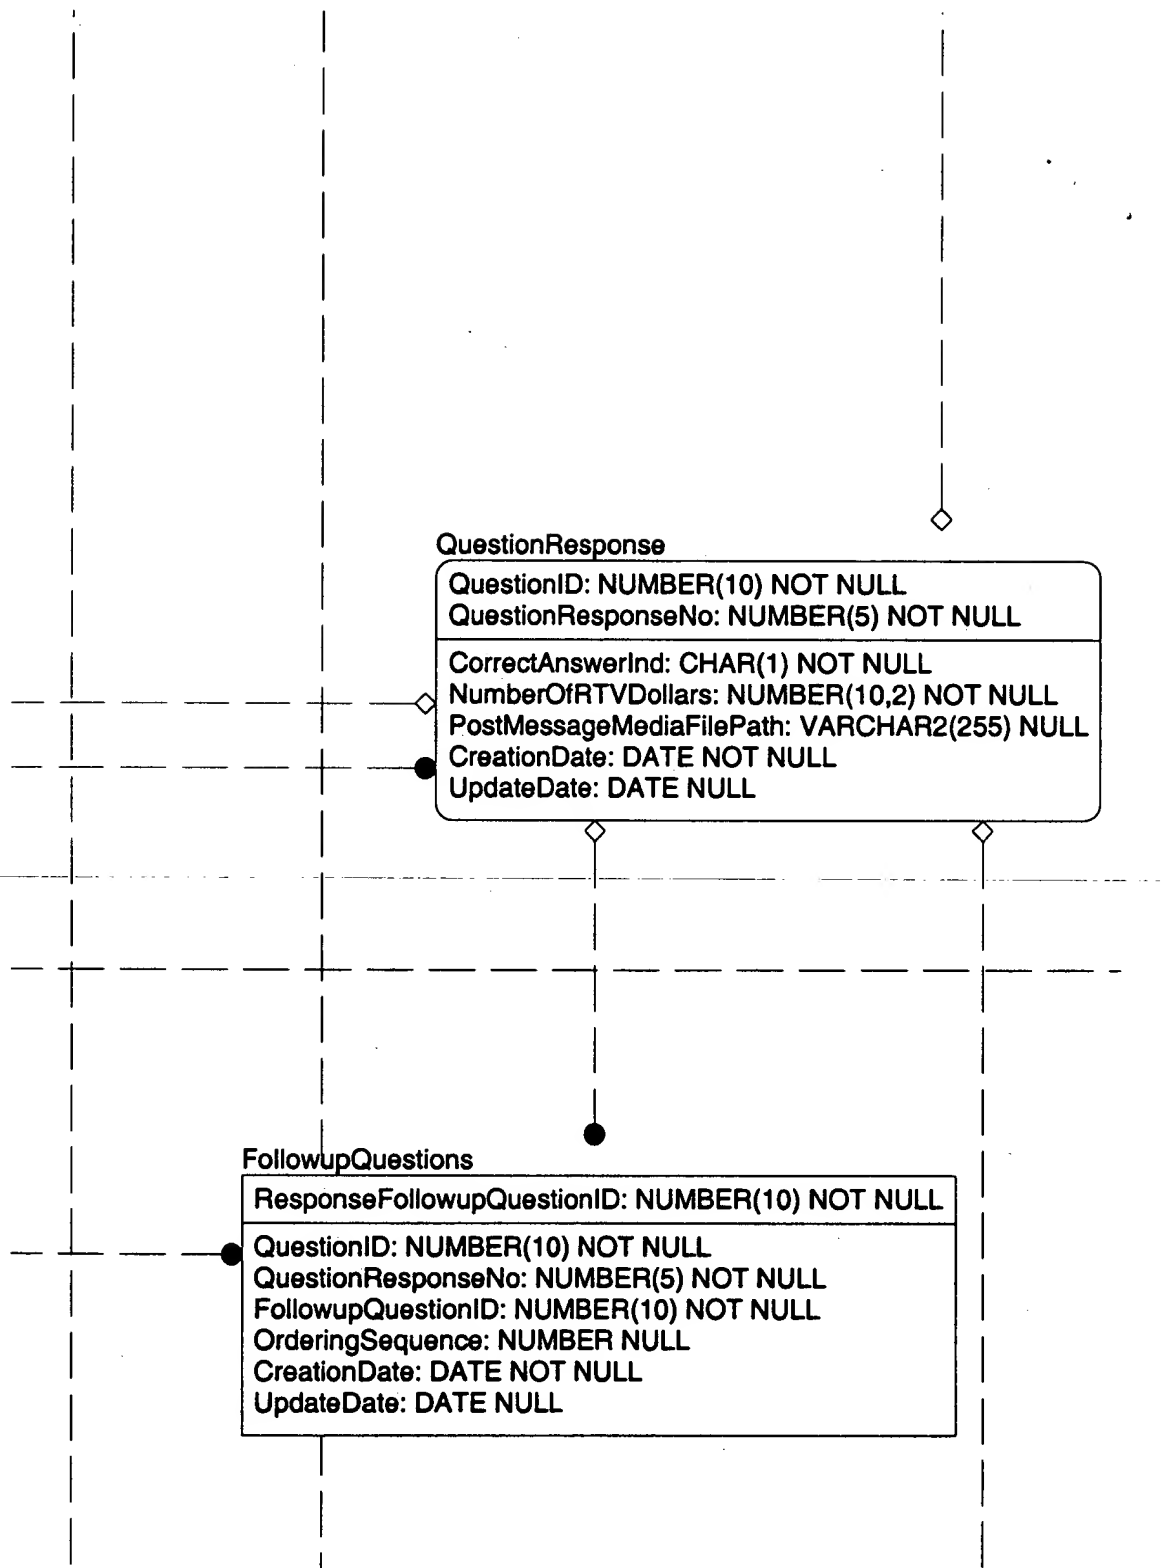 QuestionResponse
QuestionID: NUMBER(10) NOT NULL
QuestionResponseNo: NUMBER(5) NOT NULL
CorrectAnswerInd: CHAR(1) NOT NULL
NumberOfRTVDollars: NUMBER(10,2) NOT NULL
PostMessageMediaFilePath: VARCHAR2(255) NULL
CreationDate: DATE NOT NULL
UpdateDate: DATE NULL
FollowupQuestions
ResponseFollowupQuestionID: NUMBER(10) NOT NULL
QuestionID: NUMBER(10) NOT NULL
QuestionResponseNo: NUMBER(5) NOT NULL
FollowupQuestionID: NUMBER(10) NOT NULL
OrderingSequence: NUMBER NULL
CreationDate: DATE NOT NULL
UpdateDate: DATE NULL